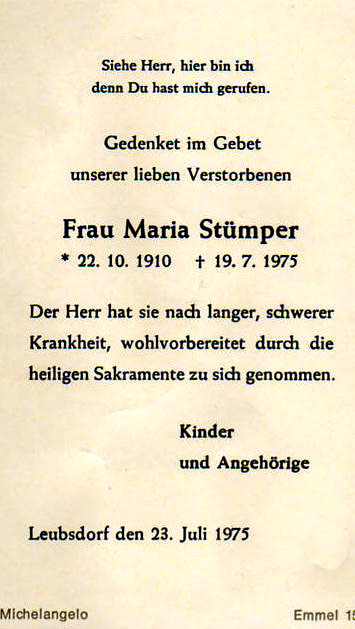 Siehe Herr, hier bin ich
denn Du hast mich gerufen.
Gedenket im Gebet
unserer lieben Verstorbenen
Frau Maria Stümper
* 22. 10. 1910 † 19. 7. 1975
Der Herr hat sie nach langer, schwerer
Krankheit, wohlvorbereitet durch die
heiligen Sakramente zu sich genommen.
Kinder
und Angehörige
Leubsdorf den 23. Juli 1975
Michelangelo Emmel